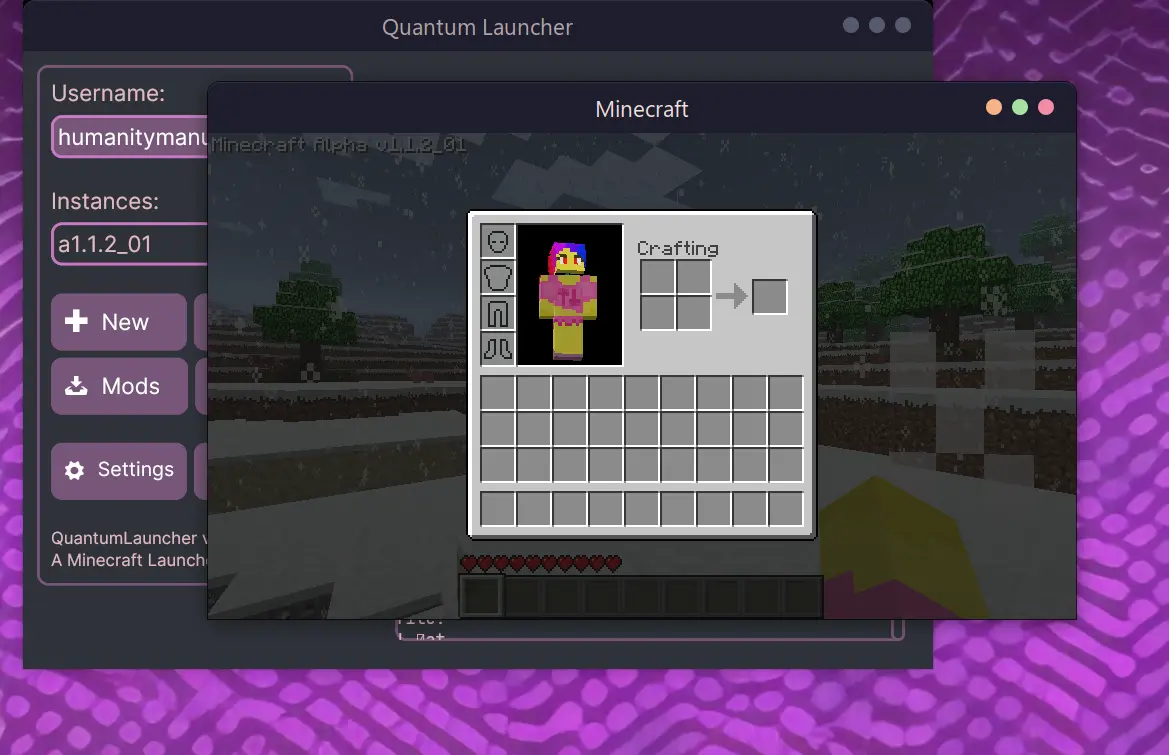 Quantum Launcher
Username:
humanitymanu
Instances:
a1.1.2_01
New
Mods
Settings
QuantumLauncher v
A Minecraft Launche
Minecraft
Minecraft Alpha v1.1.2_01
Crafting